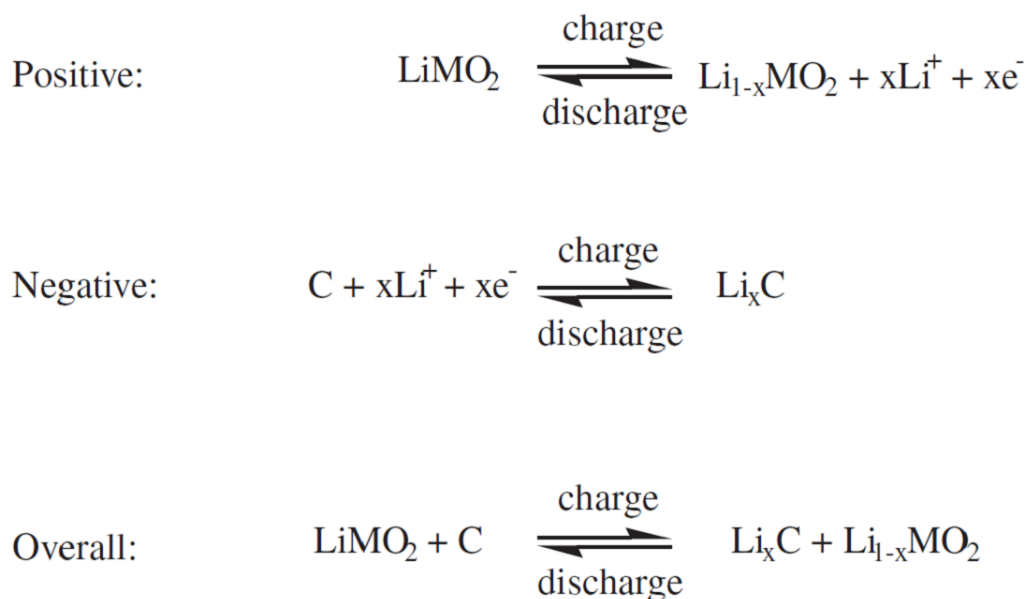 charge
Positive: LiMO₂ ⇌ Li₁₋ₓMO₂ + xLi⁺ + xe⁻
discharge
charge
Negative: C + xLi⁺ + xe⁻ ⇌ LiₓC
discharge
charge
Overall: LiMO₂ + C ⇌ LiₓC + Li₁₋ₓMO₂
discharge